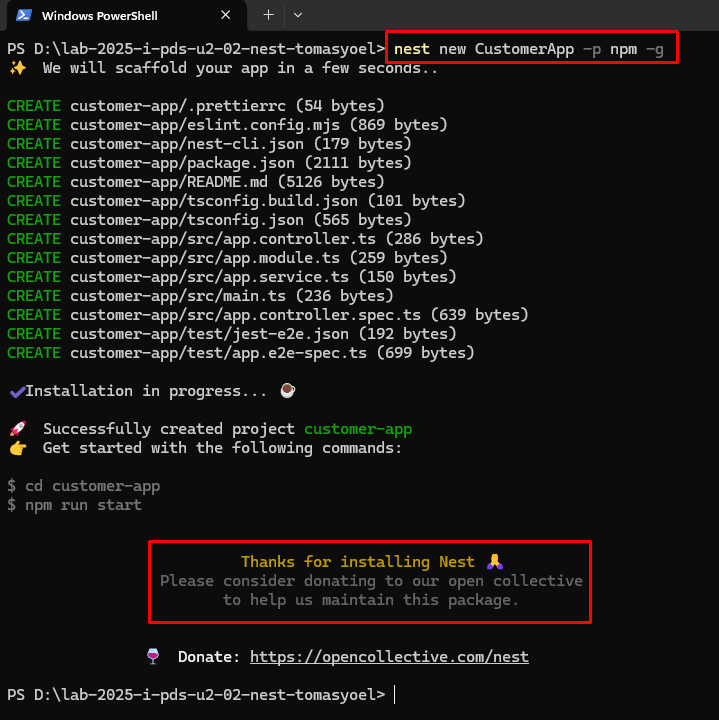 Windows PowerShell
PS D:\lab-2025-i-pds-u2-02-nest-tomasyoel> nest new CustomerApp -p npm -g
✨ We will scaffold your app in a few seconds..
CREATE customer-app/.prettierrc (54 bytes)
CREATE customer-app/eslint.config.mjs (869 bytes)
CREATE customer-app/nest-cli.json (179 bytes)
CREATE customer-app/package.json (2111 bytes)
CREATE customer-app/README.md (5126 bytes)
CREATE customer-app/tsconfig.build.json (101 bytes)
CREATE customer-app/tsconfig.json (565 bytes)
CREATE customer-app/src/app.controller.ts (286 bytes)
CREATE customer-app/src/app.module.ts (259 bytes)
CREATE customer-app/src/app.service.ts (150 bytes)
CREATE customer-app/src/main.ts (236 bytes)
CREATE customer-app/src/app.controller.spec.ts (639 bytes)
CREATE customer-app/test/jest-e2e.json (192 bytes)
CREATE customer-app/test/app.e2e-spec.ts (699 bytes)
✔Installation in progress... ☕
🚀 Successfully created project customer-app
👉 Get started with the following commands:
$ cd customer-app
$ npm run start
Thanks for installing Nest 🙏
Please consider donating to our open collective
to help us maintain this package.
🍷 Donate: https://opencollective.com/nest
PS D:\lab-2025-i-pds-u2-02-nest-tomasyoel>